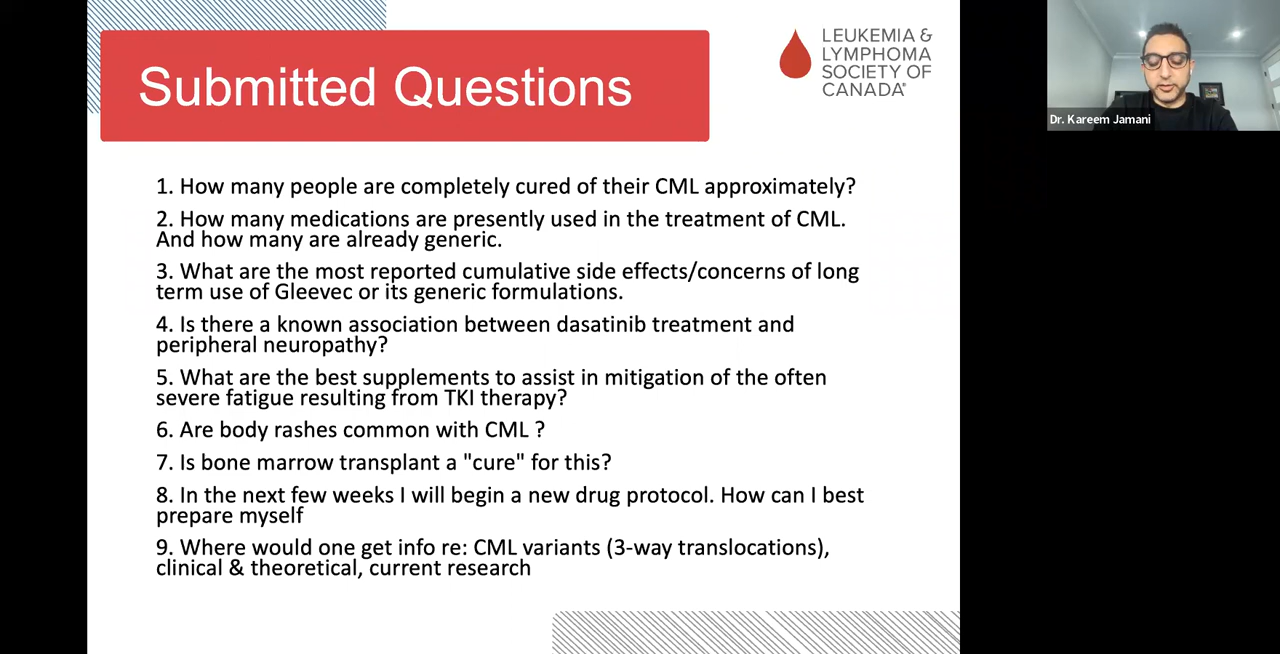 Submitted Questions
LEUKEMIA &
LYMPHOMA
SOCIETY OF
CANADA®
Dr. Kareem Jamani
1. How many people are completely cured of their CML approximately?
2. How many medications are presently used in the treatment of CML.
And how many are already generic.
3. What are the most reported cumulative side effects/concerns of long
term use of Gleevec or its generic formulations.
4. Is there a known association between dasatinib treatment and
peripheral neuropathy?
5. What are the best supplements to assist in mitigation of the often
severe fatigue resulting from TKI therapy?
6. Are body rashes common with CML ?
7. Is bone marrow transplant a "cure" for this?
8. In the next few weeks I will begin a new drug protocol. How can I best
prepare myself
9. Where would one get info re: CML variants (3-way translocations),
clinical & theoretical, current research